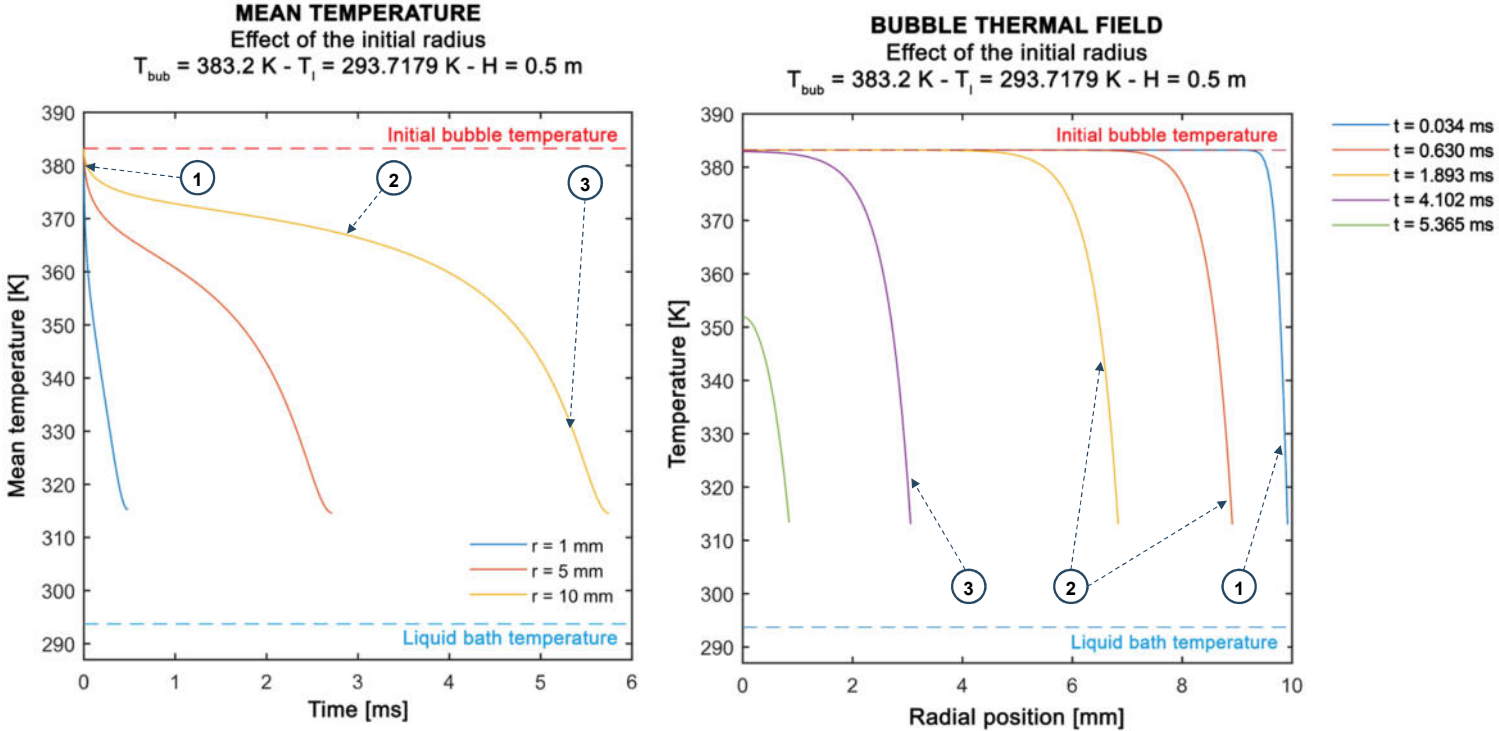 MEAN TEMPERATURE
Effect of the initial radius
T_bub = 383.2 K - T_l = 293.7179 K - H = 0.5 m
390
380
370
360
350
340
330
320
310
300
290
Mean temperature [K]
Initial bubble temperature
1
2
3
r = 1 mm
r = 5 mm
r = 10 mm
Liquid bath temperature
0 1 2 3 4 5 6
Time [ms]
BUBBLE THERMAL FIELD
Effect of the initial radius
T_bub = 383.2 K - T_l = 293.7179 K - H = 0.5 m
390
380
370
360
350
340
330
320
310
300
290
Temperature [K]
Initial bubble temperature
3
2
1
Liquid bath temperature
0 2 4 6 8 10
Radial position [mm]
t = 0.034 ms
t = 0.630 ms
t = 1.893 ms
t = 4.102 ms
t = 5.365 ms